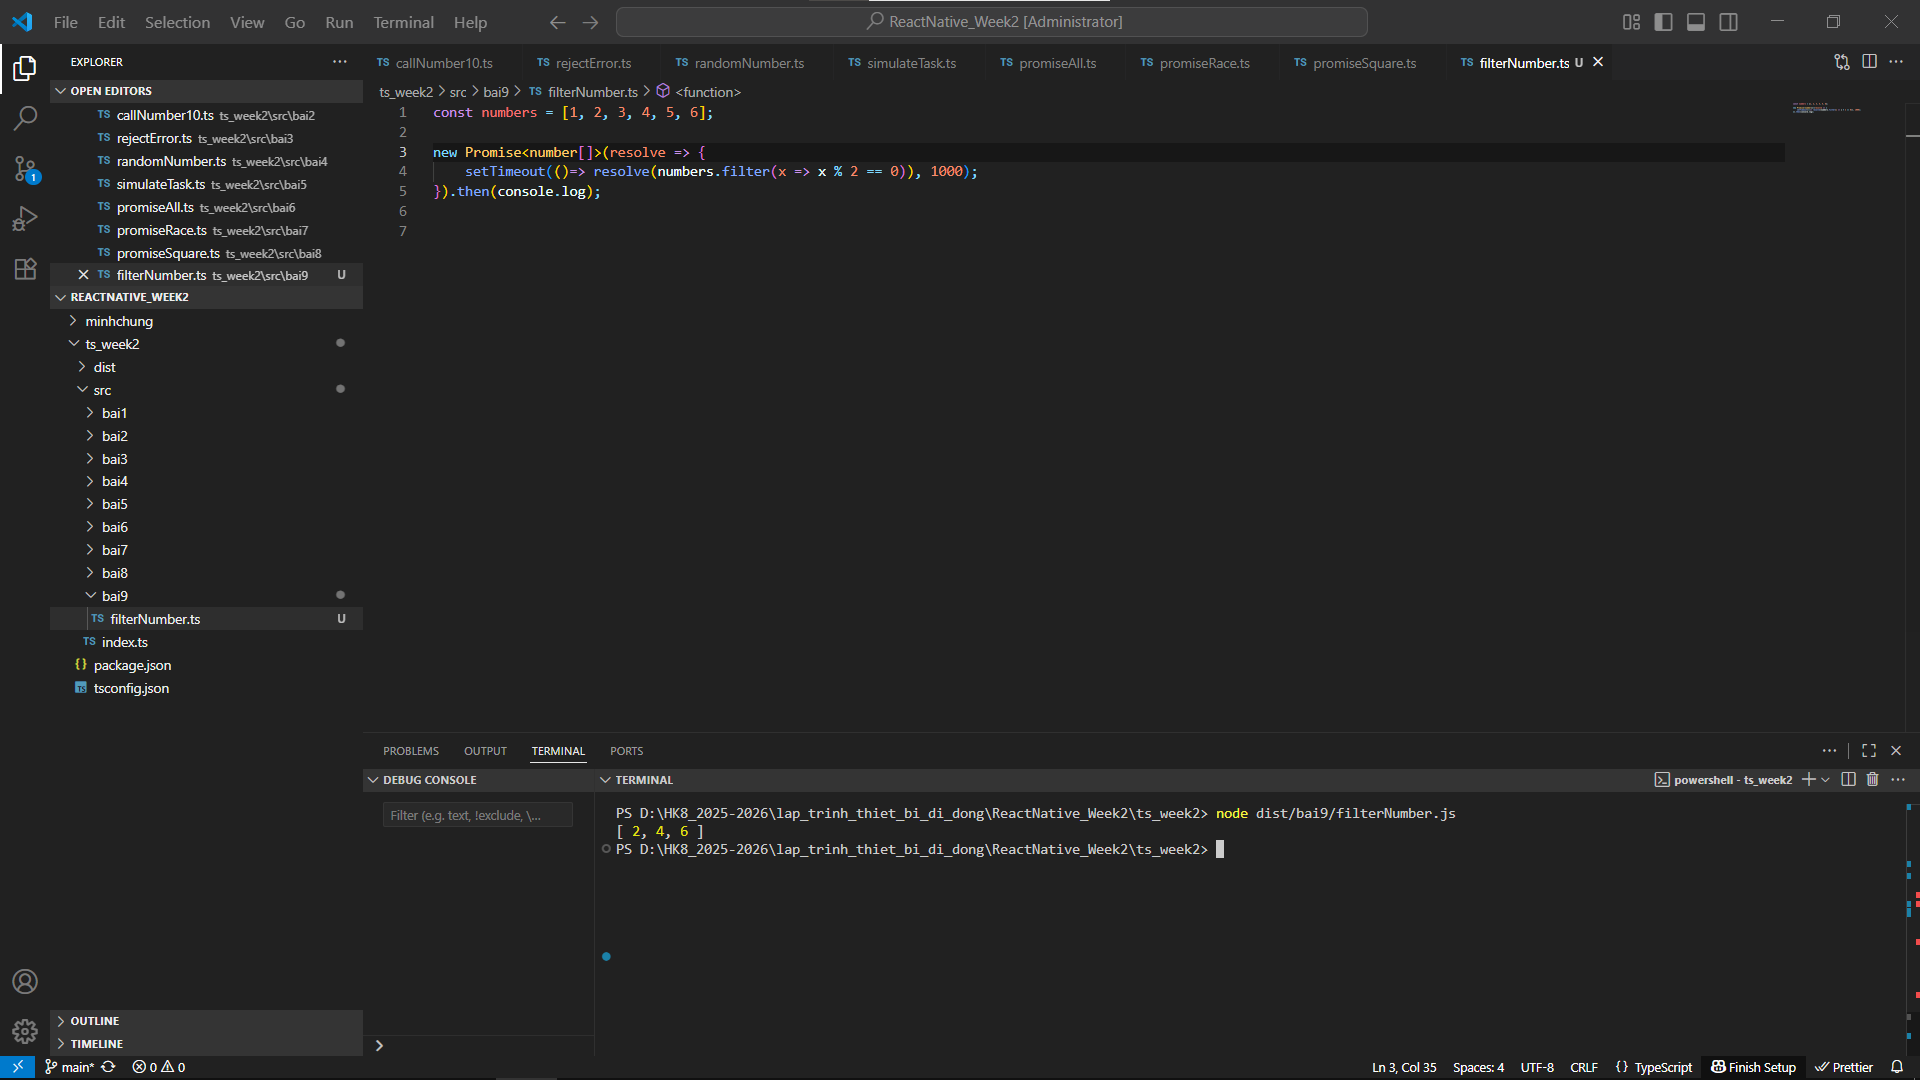 File Edit Selection View Go Run Terminal Help
ReactNative_Week2 [Administrator]
EXPLORER
OPEN EDITORS
TS callNumber10.ts ts_week2\src\bai2
TS rejectError.ts ts_week2\src\bai3
TS randomNumber.ts ts_week2\src\bai4
TS simulateTask.ts ts_week2\src\bai5
TS promiseAll.ts ts_week2\src\bai6
TS promiseRace.ts ts_week2\src\bai7
TS promiseSquare.ts ts_week2\src\bai8
TS filterNumber.ts ts_week2\src\bai9 U
REACTNATIVE_WEEK2
minhchung
ts_week2
dist
src
bai1
bai2
bai3
bai4
bai5
bai6
bai7
bai8
bai9
TS filterNumber.ts U
TS index.ts
{} package.json
TS tsconfig.json
OUTLINE
TIMELINE
TS callNumber10.ts TS rejectError.ts TS randomNumber.ts TS simulateTask.ts TS promiseAll.ts TS promiseRace.ts TS promiseSquare.ts TS filterNumber.ts U
ts_week2 > src > bai9 > TS filterNumber.ts > <function>
1 const numbers = [1, 2, 3, 4, 5, 6];
2
3 new Promise<number[]>(resolve => {
4 setTimeout(()=> resolve(numbers.filter(x => x % 2 == 0)), 1000);
5 }).then(console.log);
6
7
PROBLEMS OUTPUT TERMINAL PORTS
DEBUG CONSOLE
Filter (e.g. text, !exclude, \...
TERMINAL
powershell - ts_week2
PS D:\HK8_2025-2026\lap_trinh_thiet_bi_di_dong\ReactNative_Week2\ts_week2> node dist/bai9/filterNumber.js
[ 2, 4, 6 ]
PS D:\HK8_2025-2026\lap_trinh_thiet_bi_di_dong\ReactNative_Week2\ts_week2>
1
main* 0 0
Ln 3, Col 35 Spaces: 4 UTF-8 CRLF {} TypeScript Finish Setup Prettier